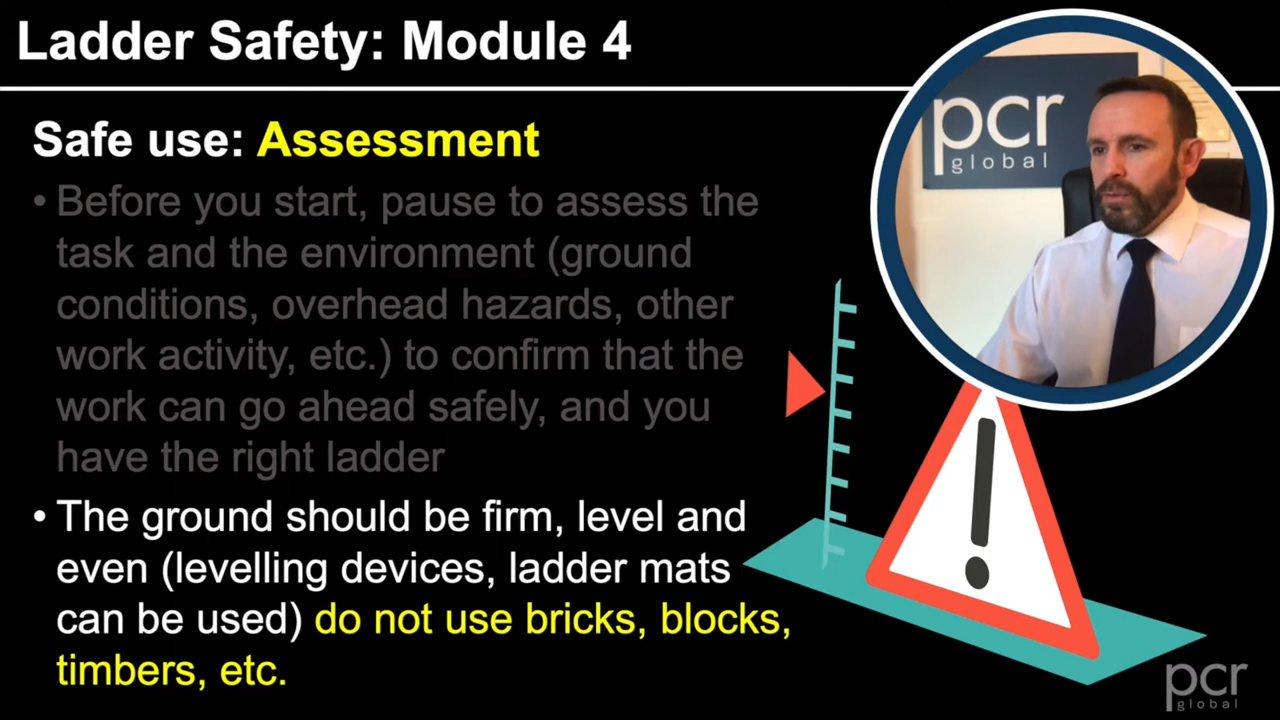 Ladder Safety: Module 4
pcr
global
Safe use: Assessment
• Before you start, pause to assess the
task and the environment (ground
conditions, overhead hazards, other
work activity, etc.) to confirm that the
work can go ahead safely, and you
have the right ladder
• The ground should be firm, level and
even (levelling devices, ladder mats
can be used) do not use bricks, blocks,
timbers, etc.
!
pcr
global